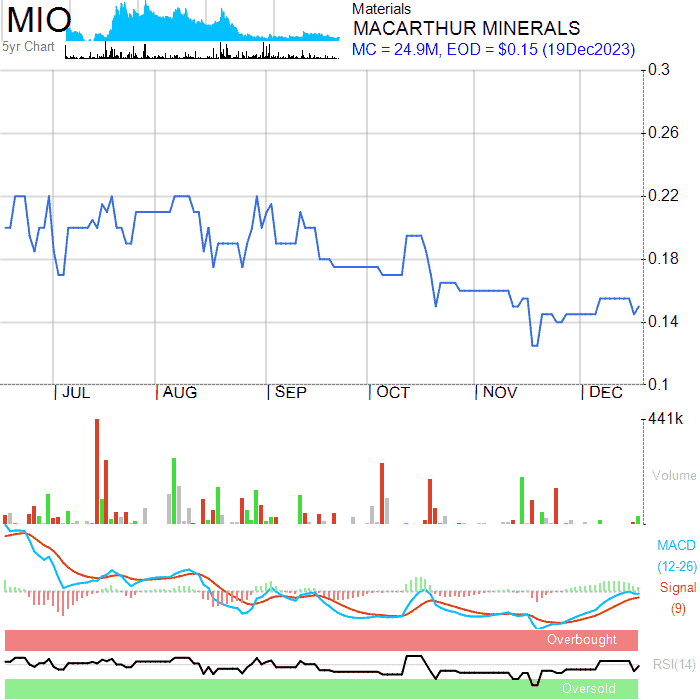 MIO
5yr Chart
Materials
MACARTHUR MINERALS
MC = 24.9M, EOD = $0.15 (19Dec2023)
0.3
0.26
0.22
0.18
0.14
0.1
JUL AUG SEP OCT NOV DEC
441k
Volume
MACD
(12-26)
Signal
(9)
Overbought
RSI(14)
Oversold